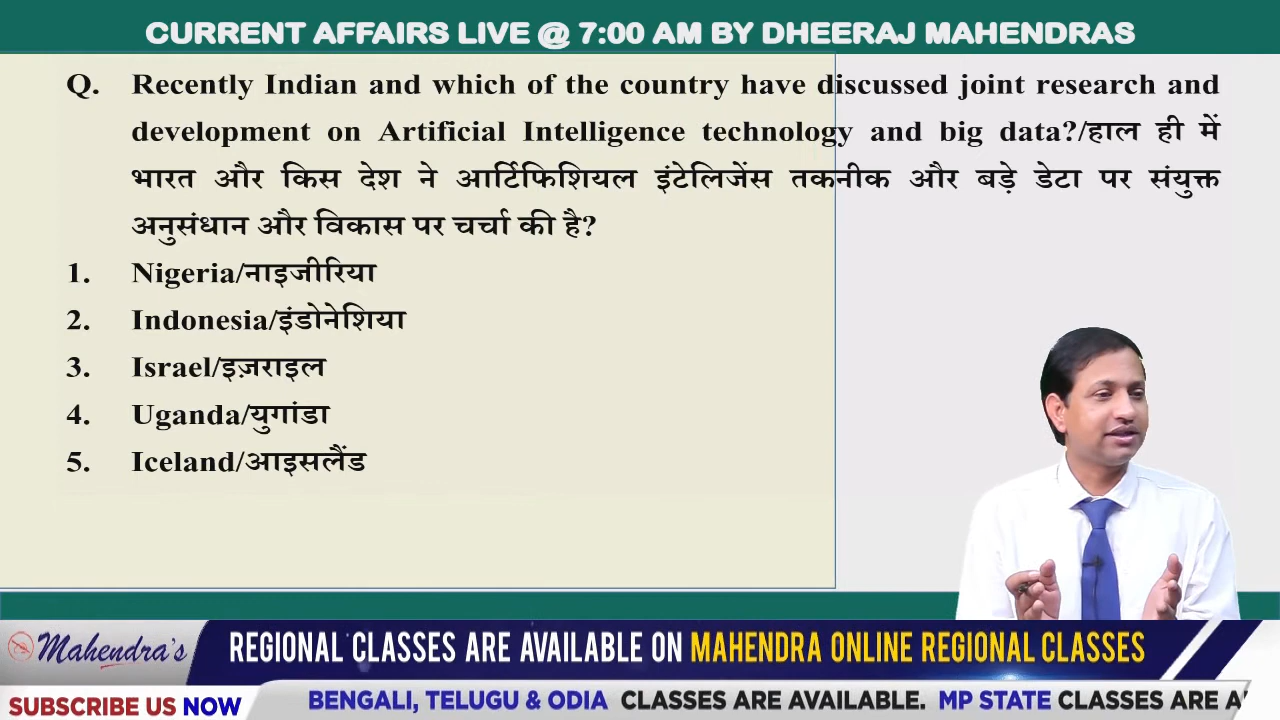 CURRENT AFFAIRS LIVE @ 7:00 AM BY DHEERAJ MAHENDRAS
Q. Recently Indian and which of the country have discussed joint research and
development on Artificial Intelligence technology and big data?/हाल ही में
भारत और किस देश ने आर्टिफिशियल इंटेलिजेंस तकनीक और बड़े डेटा पर संयुक्त
अनुसंधान और विकास पर चर्चा की है?
1. Nigeria/नाइजीरिया
2. Indonesia/इंडोनेशिया
3. Israel/इज़राइल
4. Uganda/युगांडा
5. Iceland/आइसलैंड
Mahendra's
REGIONAL CLASSES ARE AVAILABLE ON MAHENDRA ONLINE REGIONAL CLASSES
SUBSCRIBE US NOW
BENGALI, TELUGU & ODIA CLASSES ARE AVAILABLE. MP STATE CLASSES ARE A